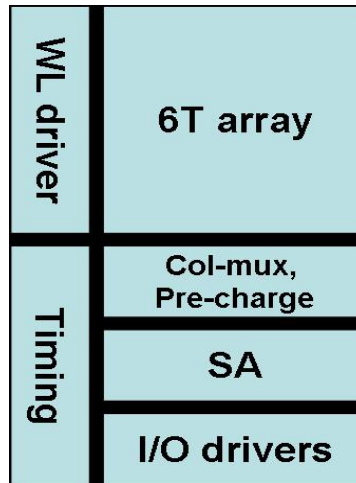 WL driver
6T array
Timing
Col-mux,
Pre-charge
SA
I/O drivers